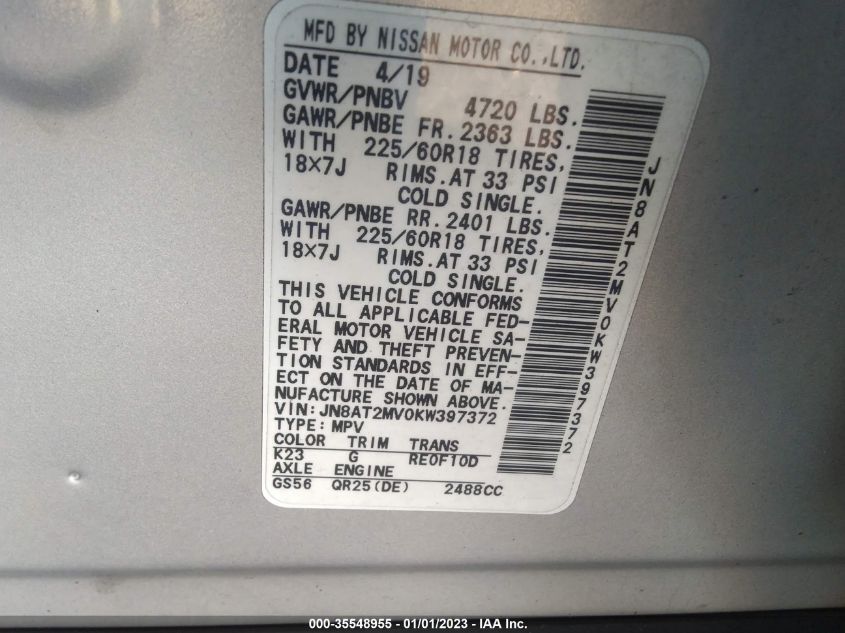 MFD BY NISSAN MOTOR CO.,LTD.
DATE 4/19
GVWR/PNBV 4720 LBS.
GAWR/PNBE FR. 2363 LBS.
WITH 225/60R18 TIRES,
18X7J RIMS.AT 33 PSI
COLD SINGLE.
GAWR/PNBE RR. 2401 LBS.
WITH 225/60R18 TIRES,
18X7J RIMS.AT 33 PSI
COLD SINGLE.
THIS VEHICLE CONFORMS
TO ALL APPLICABLE FED-
ERAL MOTOR VEHICLE SA-
FETY AND THEFT PREVEN-
TION STANDARDS IN EFF-
ECT ON THE DATE OF MA-
NUFACTURE SHOWN ABOVE.
VIN:JN8AT2MV0KW397372
TYPE:MPV
COLOR TRIM TRANS
K23 G RE0F10D
AXLE ENGINE
GS56 QR25(DE) 2488CC
JN8AT2MV0KW397372
000-35548955 - 01/01/2023 - IAA Inc.